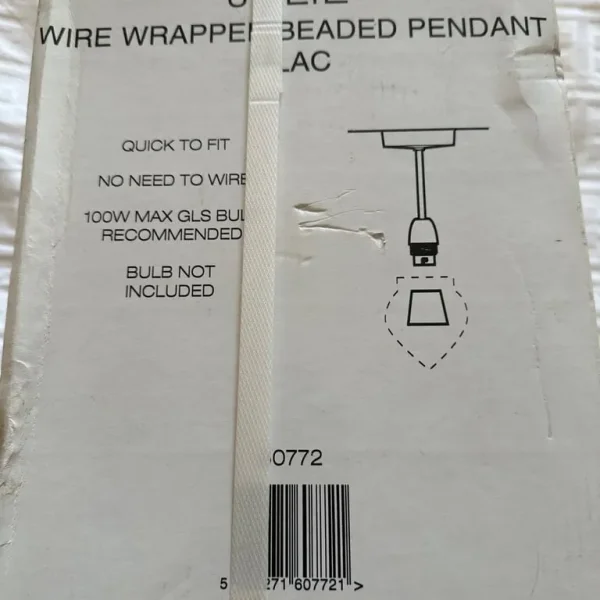 WIRE WRAPPE BEADED PENDANT
LAC
QUICK TO FIT
NO NEED TO WIRE
100W MAX GLS BUL
RECOMMENDED
BULB NOT
INCLUDED
0772
5 271 607721 >